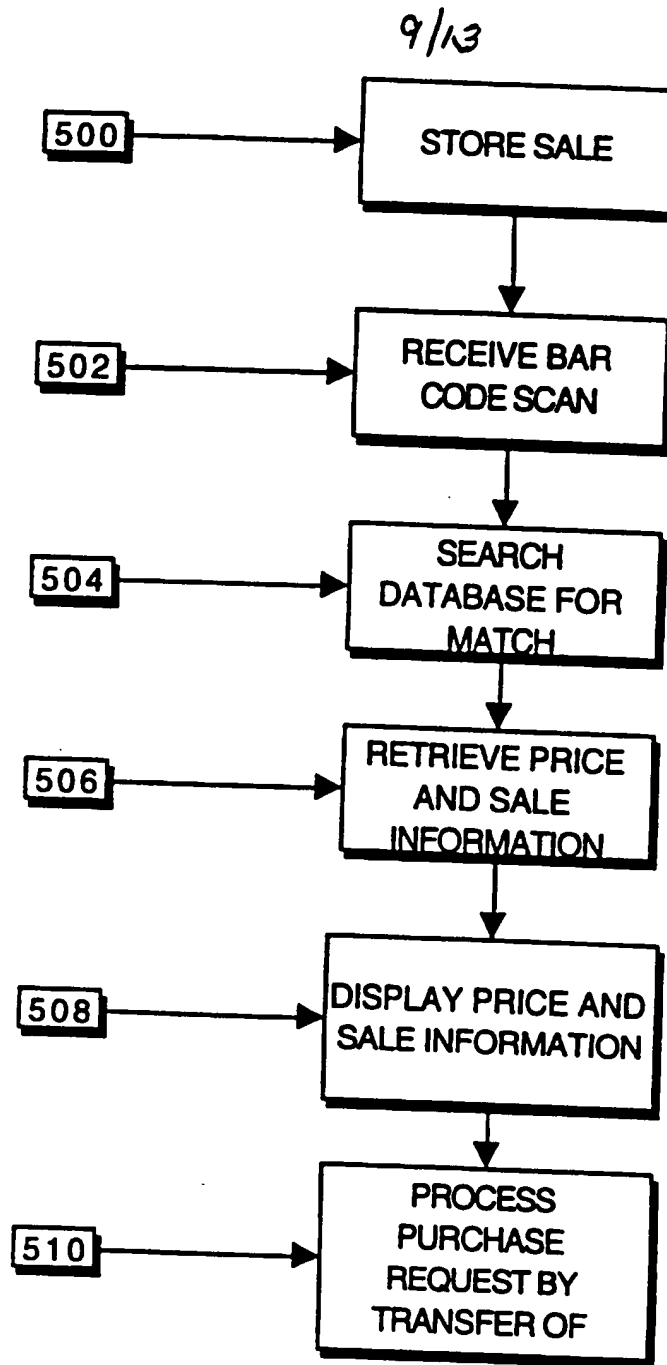 9/13
500
STORE SALE
502
RECEIVE BAR
CODE SCAN
504
SEARCH
DATABASE FOR
MATCH
506
RETRIEVE PRICE
AND SALE
INFORMATION
508
DISPLAY PRICE AND
SALE INFORMATION
510
PROCESS
PURCHASE
REQUEST BY
TRANSFER OF